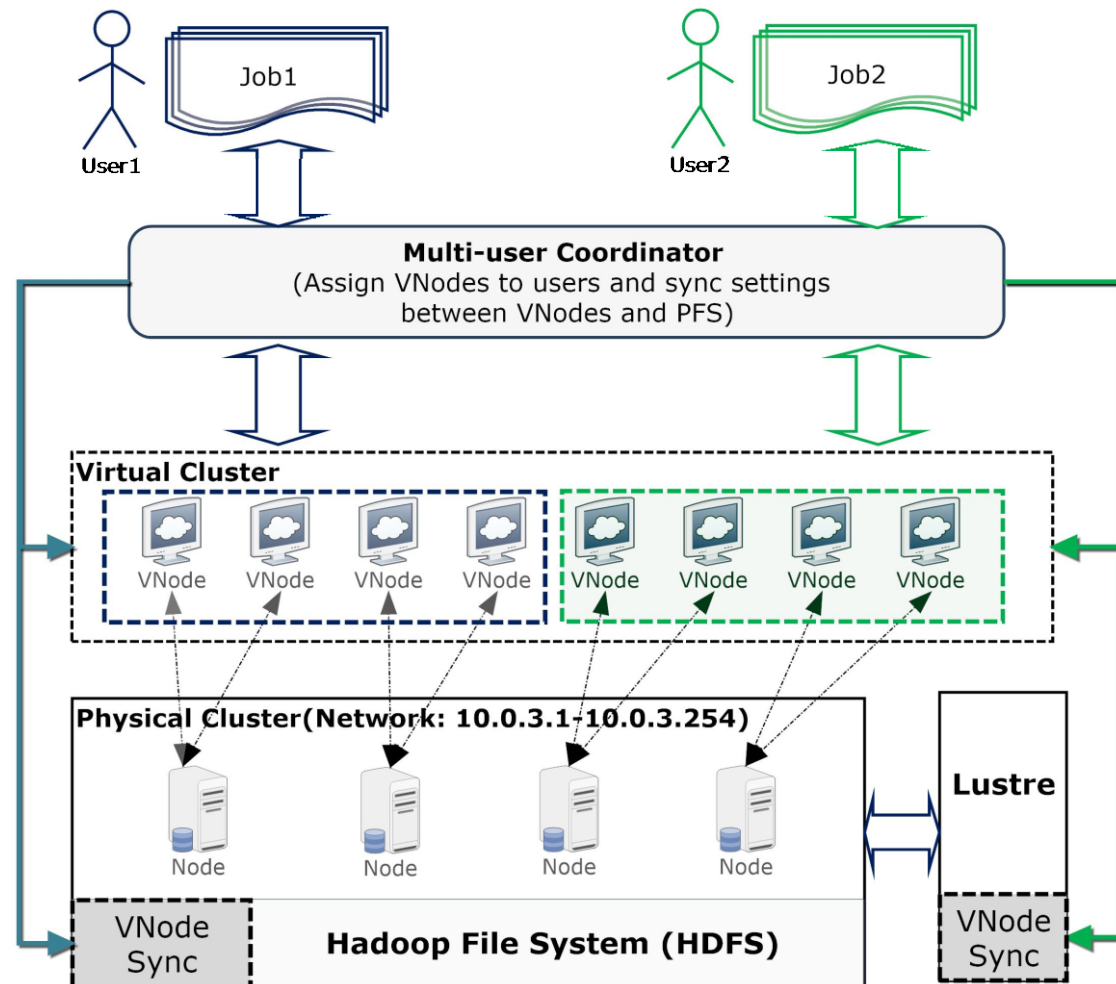 Job1
Job2
User1
User2
Multi-user Coordinator
(Assign VNodes to users and sync settings
between VNodes and PFS)
Virtual Cluster
VNode
VNode
VNode
VNode
VNode
VNode
VNode
VNode
Physical Cluster(Network: 10.0.3.1-10.0.3.254)
Lustre
Node
Node
Node
Node
VNode
Sync
Hadoop File System (HDFS)
VNode
Sync